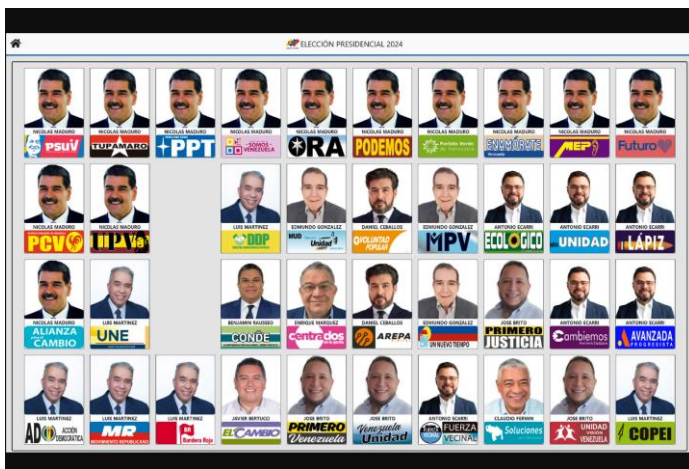 ELECCIÓN PRESIDENCIAL 2024
NICOLAS MADURO NICOLAS MADURO NICOLAS MADURO NICOLAS MADURO NICOLAS MADURO NICOLAS MADURO NICOLAS MADURO NICOLAS MADURO NICOLAS MADURO NICOLAS MADURO
PSUV TUPAMARO PPT SOMOS VENEZUELA ORA PODEMOS Partido Verde de Venezuela ENAMÓRATE MEP Futuro
NICOLAS MADURO NICOLAS MADURO LUIS MARTINEZ EDMUNDO GONZALEZ DANIEL CEBALLOS EDMUNDO GONZALEZ ANTONIO ECARRI ANTONIO ECARRI ANTONIO ECARRI
PCV UPV DDP MUD Unidad VOLUNTAD POPULAR MPV ECOLOGICO UNIDAD LÁPIZ
NICOLAS MADURO LUIS MARTINEZ BENJAMIN RAUSSEO ENRIQUE MARQUEZ DANIEL CEBALLOS EDMUNDO GONZALEZ JOSE BRITO ANTONIO ECARRI ANTONIO ECARRI
ALIANZA CAMBIO UNE CONDE centrados AREPA UN NUEVO TIEMPO PRIMERO JUSTICIA Cambiemos AVANZADA PROGRESISTA
LUIS MARTINEZ LUIS MARTINEZ LUIS MARTINEZ JAVIER BERTUCCI JOSE BRITO JOSE BRITO ANTONIO ECARRI CLAUDIO FERMIN JOSE BRITO LUIS MARTINEZ
AD ACCIÓN DEMOCRÁTICA MR MOVIMIENTO REPUBLICANO BR Bandera Roja EL CAMBIO PRIMERO Venezuela Venezuela Unidad FUERZA VECINAL Soluciones UNIDAD VISIÓN VENEZUELA COPEI